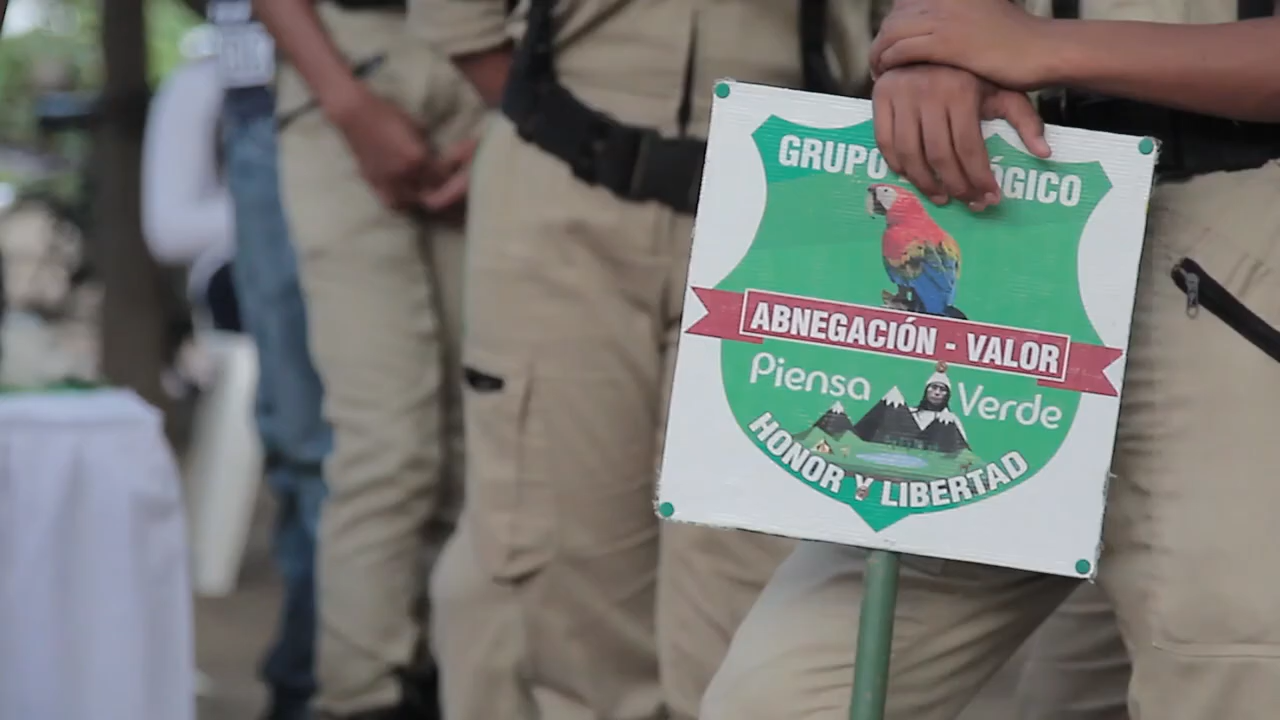 GRUPO ÓGICO
ABNEGACIÓN - VALOR
Piensa Verde
HONOR Y LIBERTAD